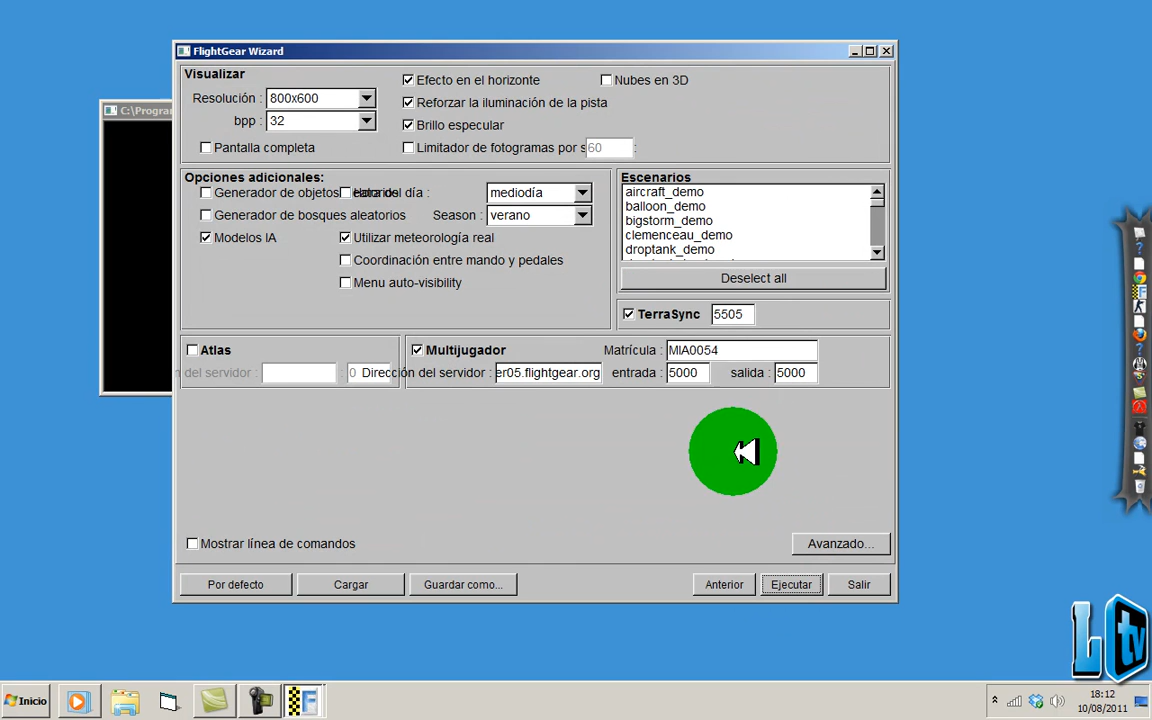 FlightGear Wizard
C:\Program
Visualizar
Resolución : 800x600
bpp : 32
Pantalla completa
Efecto en el horizonte
Nubes en 3D
Reforzar la iluminación de la pista
Brillo especular
Limitador de fotogramas por s 60 :
Opciones adicionales:
Generador de objetos
Hora del día : mediodía
Generador de bosques aleatorios
Season : verano
Modelos IA
Utilizar meteorología real
Coordinación entre mando y pedales
Menu auto-visibility
Escenarios
aircraft_demo
balloon_demo
bigstorm_demo
clemenceau_demo
droptank_demo
Deselect all
TerraSync 5505
Atlas
del servidor : 0
Multijugador
Matrícula : MIA0054
Dirección del servidor : er05.flightgear.org
entrada : 5000
salida : 5000
Mostrar línea de comandos
Avanzado...
Por defecto
Cargar
Guardar como...
Anterior
Ejecutar
Salir
L tv
Inicio
18:12
10/08/2011